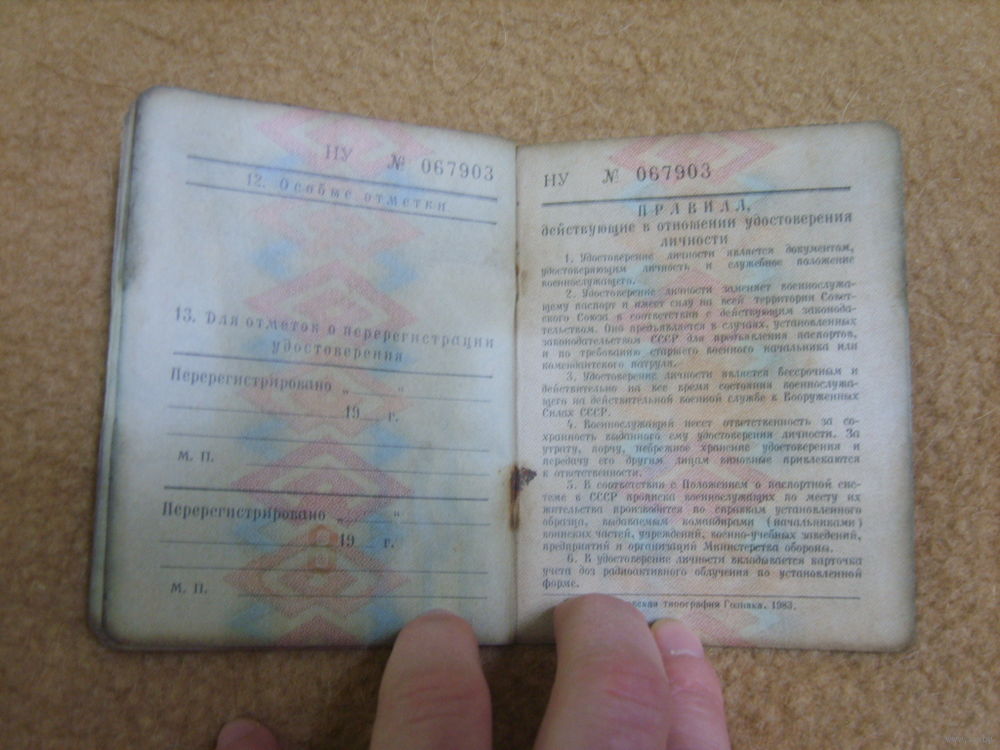 НУ № 067903
12. Особые отметки
13. Для отметок о перерегистрации
удостоверения
Перерегистрировано „ “
19 г.
М. П.
Перерегистрировано „ “
19 г.
М. П.
НУ № 067903
ПРАВИЛА,
действующие в отношении удостоверения
личности
1. Удостоверение личности является документом,
удостоверяющим личность и служебное положение
военнослужащего.
2. Удостоверение личности заменяет военнослужа-
щему паспорт и имеет силу на всей территории Совет-
ского Союза в соответствии с действующим законода-
тельством. Оно предъявляется в случаях, установленных
законодательством СССР для предъявления паспортов,
и по требованию старшего военного начальника или
комендантского патруля.
3. Удостоверение личности является бессрочным и
действительно на все время состояния военнослужа-
щего на действительной военной службе в Вооруженных
Силах СССР.
4. Военнослужащий несет ответственность за со-
хранность выданного ему удостоверения личности. За
утрату, порчу, небрежное хранение удостоверения и
передачу его другим лицам виновные привлекаются
к ответственности.
5. В соответствии с Положением о паспортной сис-
теме в СССР прописка военнослужащих по месту их
жительства производится по справкам установленного
образца, выдаваемым командирами (начальниками)
воинских частей, учреждений, военно-учебных заведений,
предприятий и организаций Министерства обороны.
6. В удостоверение личности вкладывается карточка
учета доз радиоактивного облучения по установленной
форме.
типография Гознака. 1983.